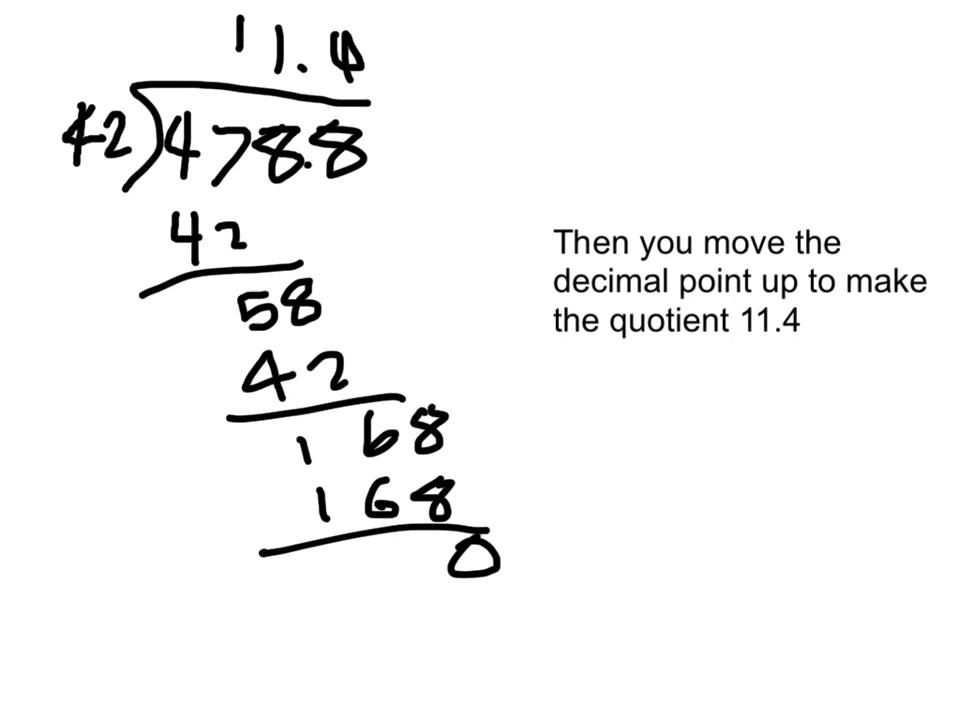 11.4
42)478.8
42
58
42
168
168
0
Then you move the
decimal point up to make
the quotient 11.4